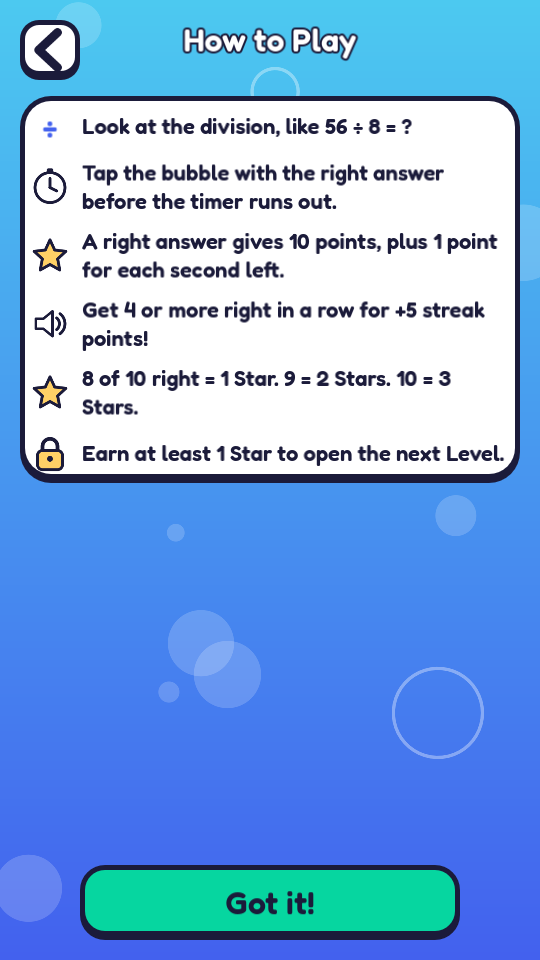 How to Play
÷ Look at the division, like 56 ÷ 8 = ?
Tap the bubble with the right answer
before the timer runs out.
A right answer gives 10 points, plus 1 point
for each second left.
Get 4 or more right in a row for +5 streak
points!
8 of 10 right = 1 Star. 9 = 2 Stars. 10 = 3
Stars.
Earn at least 1 Star to open the next Level.
Got it!